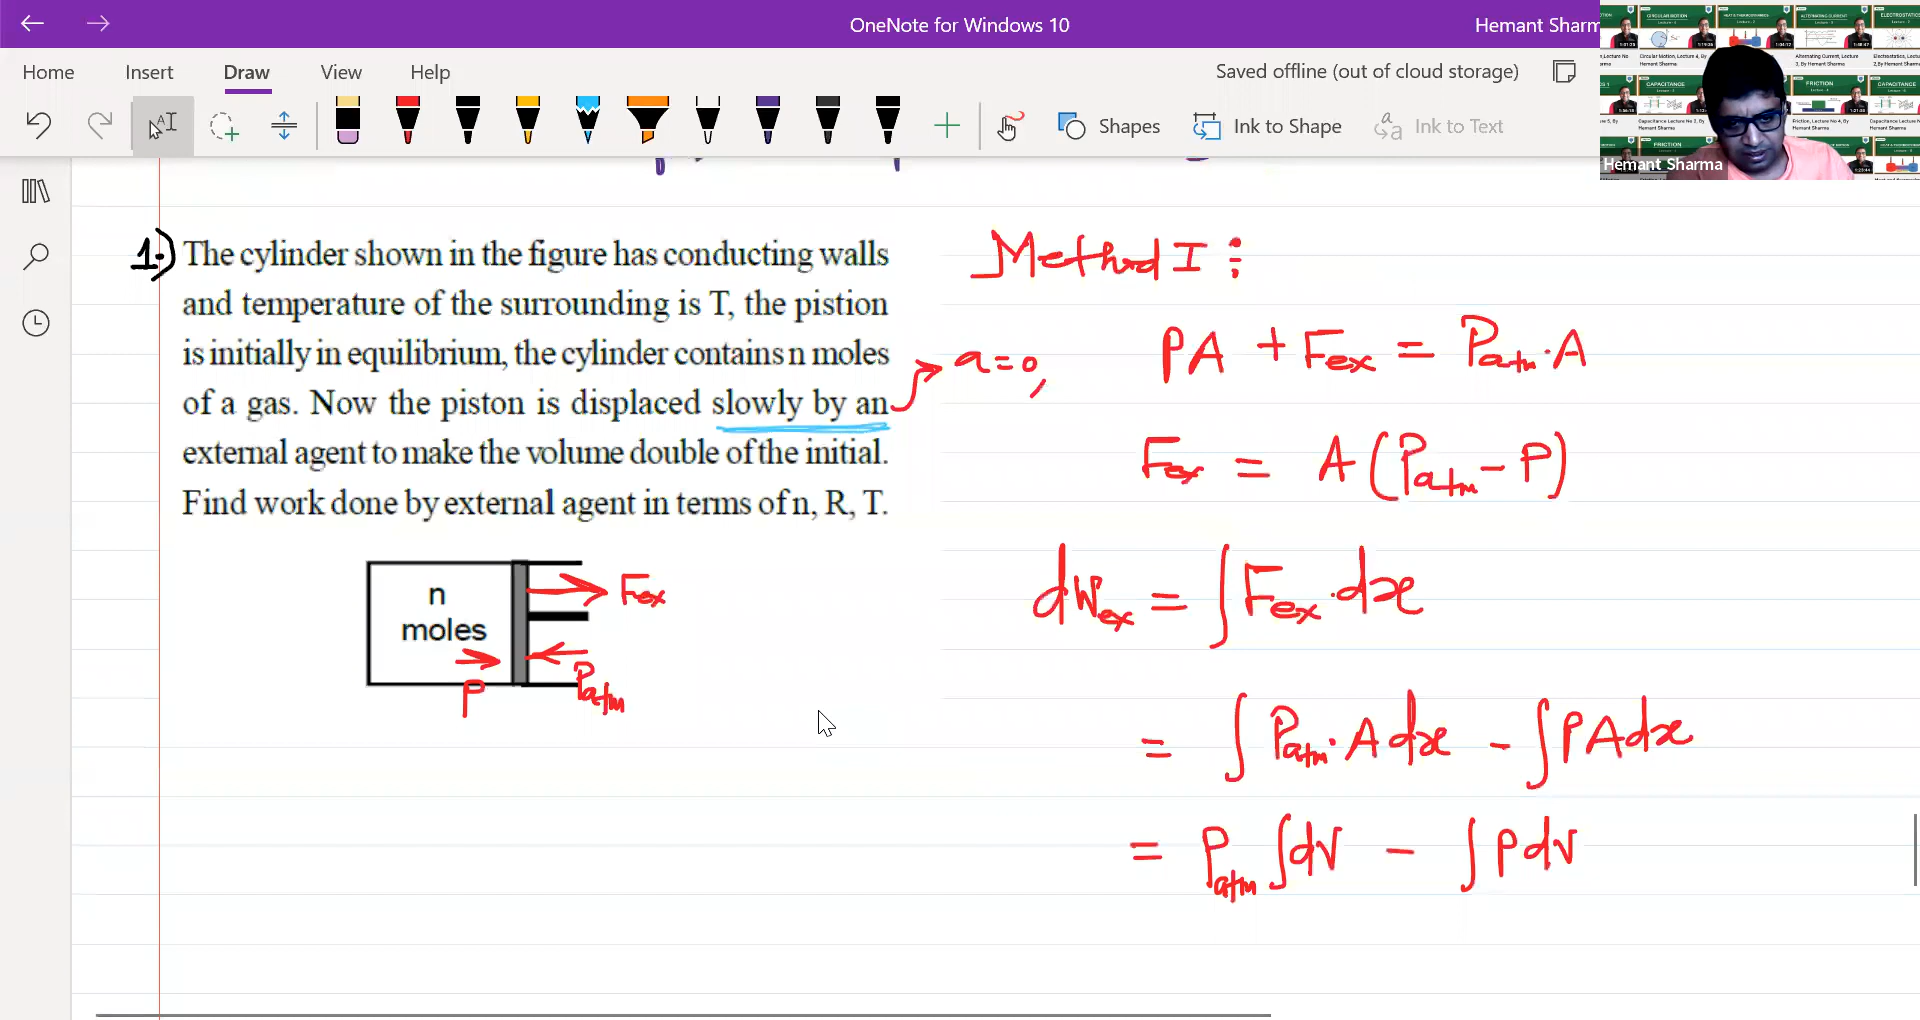 OneNote for Windows 10
Hemant Sharm
Home
Insert
Draw
View
Help
Saved offline (out of cloud storage)
Shapes
Ink to Shape
Ink to Text
Hemant Sharma
1.) The cylinder shown in the figure has conducting walls
and temperature of the surrounding is T, the pistion
is initially in equilibrium, the cylinder contains n moles
of a gas. Now the piston is displaced slowly by an
external agent to make the volume double of the initial.
Find work done by external agent in terms of n, R, T.
n
moles
Fex
P
Patm
a=0,
Method I :
PA + Fex = Patm·A
Fex = A(Patm - P)
dWex = ∫Fex·dx
= ∫Patm·Adx - ∫PAdx
= Patm∫dV - ∫PdV